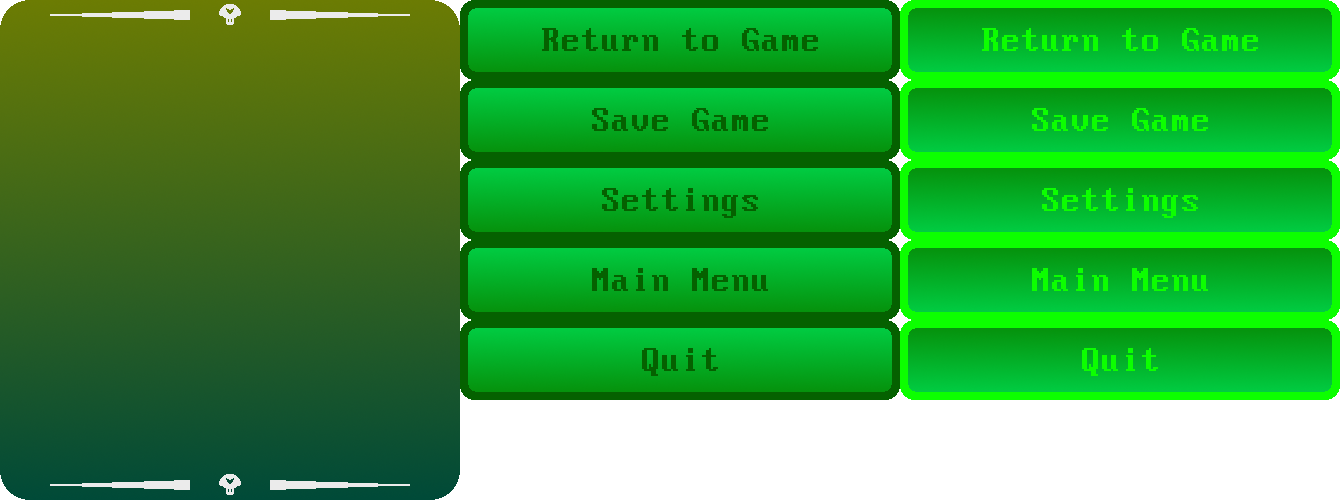 Return to Game
Return to Game
Save Game
Save Game
Settings
Settings
Main Menu
Main Menu
Quit
Quit